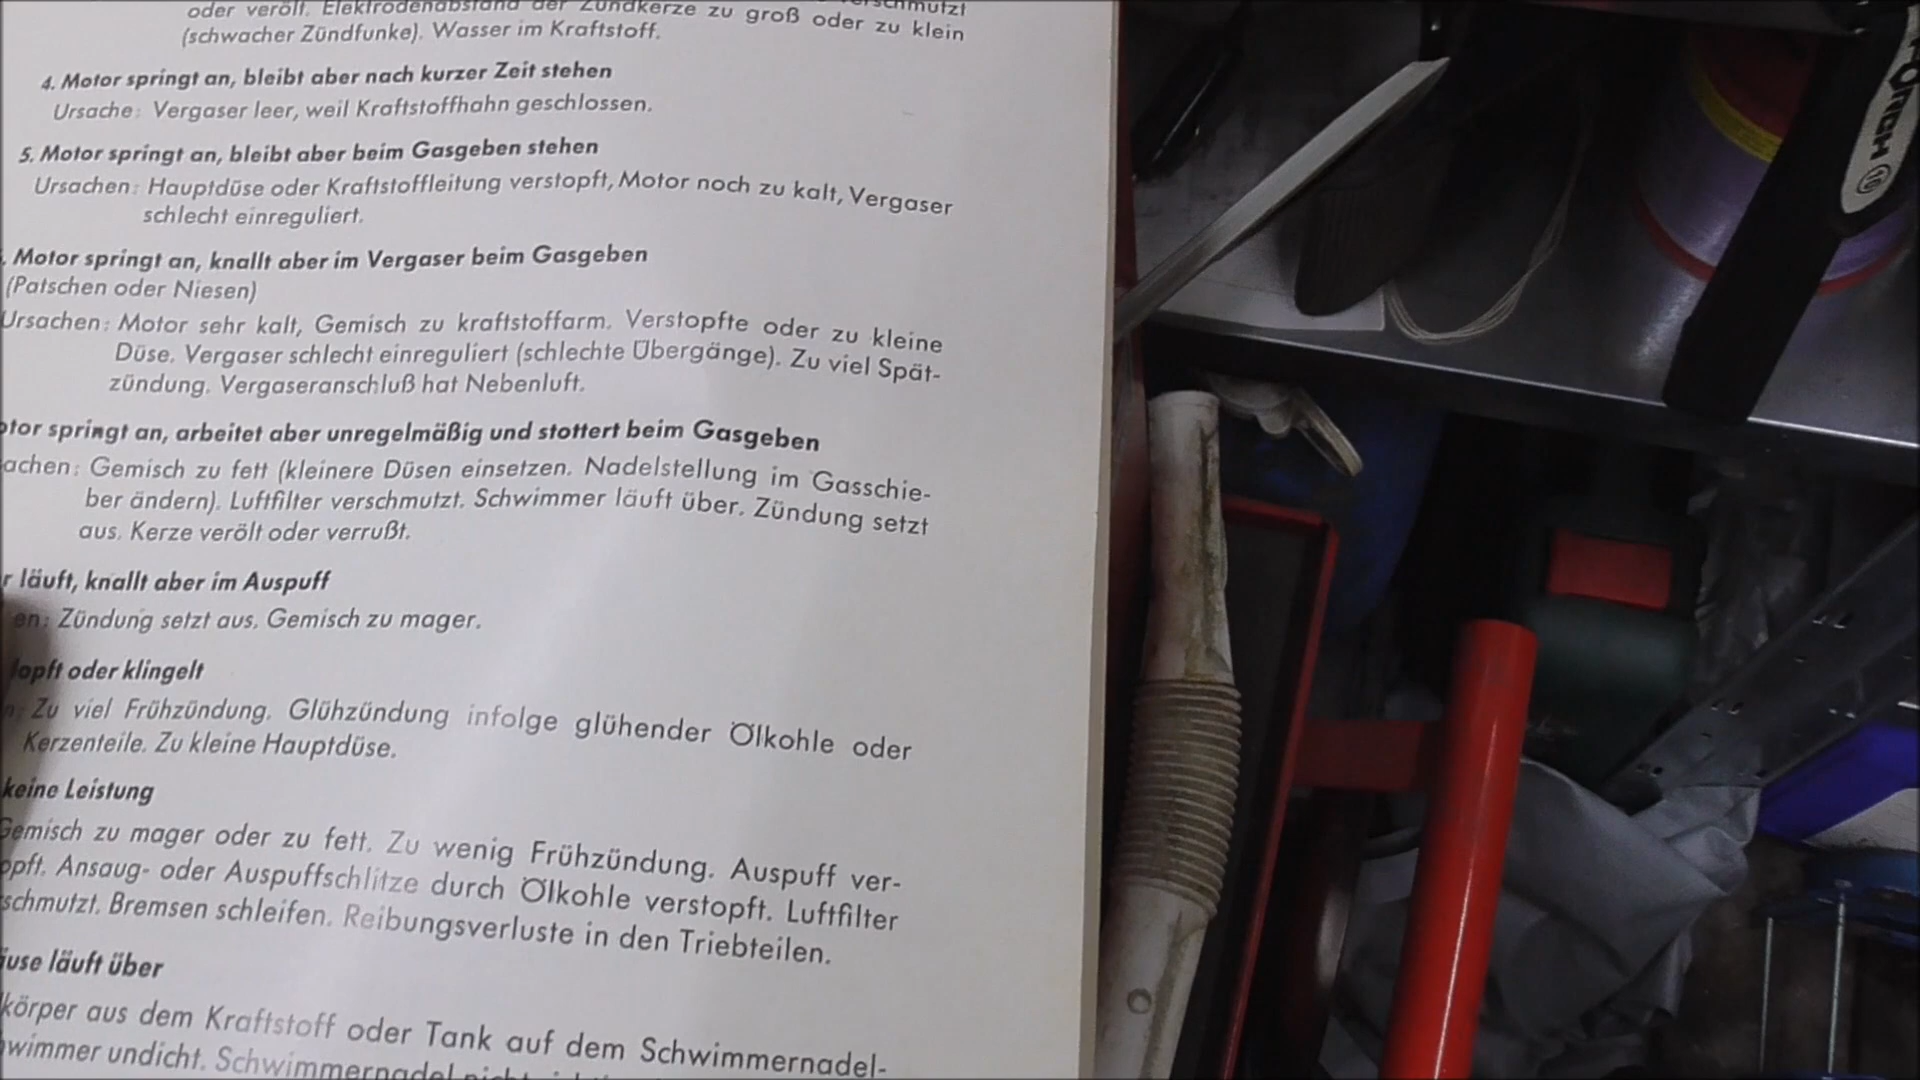 oder verölt. Elektrodenabstand der Zündkerze zu groß oder zu klein
(schwacher Zündfunke). Wasser im Kraftstoff.
4. Motor springt an, bleibt aber nach kurzer Zeit stehen
Ursache: Vergaser leer, weil Kraftstoffhahn geschlossen.
5. Motor springt an, bleibt aber beim Gasgeben stehen
Ursachen: Hauptdüse oder Kraftstoffleitung verstopft, Motor noch zu kalt, Vergaser
schlecht einreguliert.
Motor springt an, knallt aber im Vergaser beim Gasgeben
(Patschen oder Niesen)
Ursachen: Motor sehr kalt, Gemisch zu kraftstoffarm. Verstopfte oder zu kleine
Düse. Vergaser schlecht einreguliert (schlechte Übergänge). Zu viel Spät-
zündung. Vergaseranschluß hat Nebenluft.
otor springt an, arbeitet aber unregelmäßig und stottert beim Gasgeben
achen: Gemisch zu fett (kleinere Düsen einsetzen. Nadelstellung im Gasschie-
ber ändern). Luftfilter verschmutzt. Schwimmer läuft über. Zündung setzt
aus. Kerze verölt oder verrußt.
r läuft, knallt aber im Auspuff
en: Zündung setzt aus. Gemisch zu mager.
lopft oder klingelt
n: Zu viel Frühzündung. Glühzündung infolge glühender Ölkohle oder
Kerzenteile. Zu kleine Hauptdüse.
keine Leistung
Gemisch zu mager oder zu fett. Zu wenig Frühzündung. Auspuff ver-
opft. Ansaug- oder Auspuffschlitze durch Ölkohle verstopft. Luftfilter
schmutzt. Bremsen schleifen. Reibungsverluste in den Triebteilen.
äuse läuft über
körper aus dem Kraftstoff oder Tank auf dem Schwimmernadel-
wimmer undicht. Schwimmernadel nicht